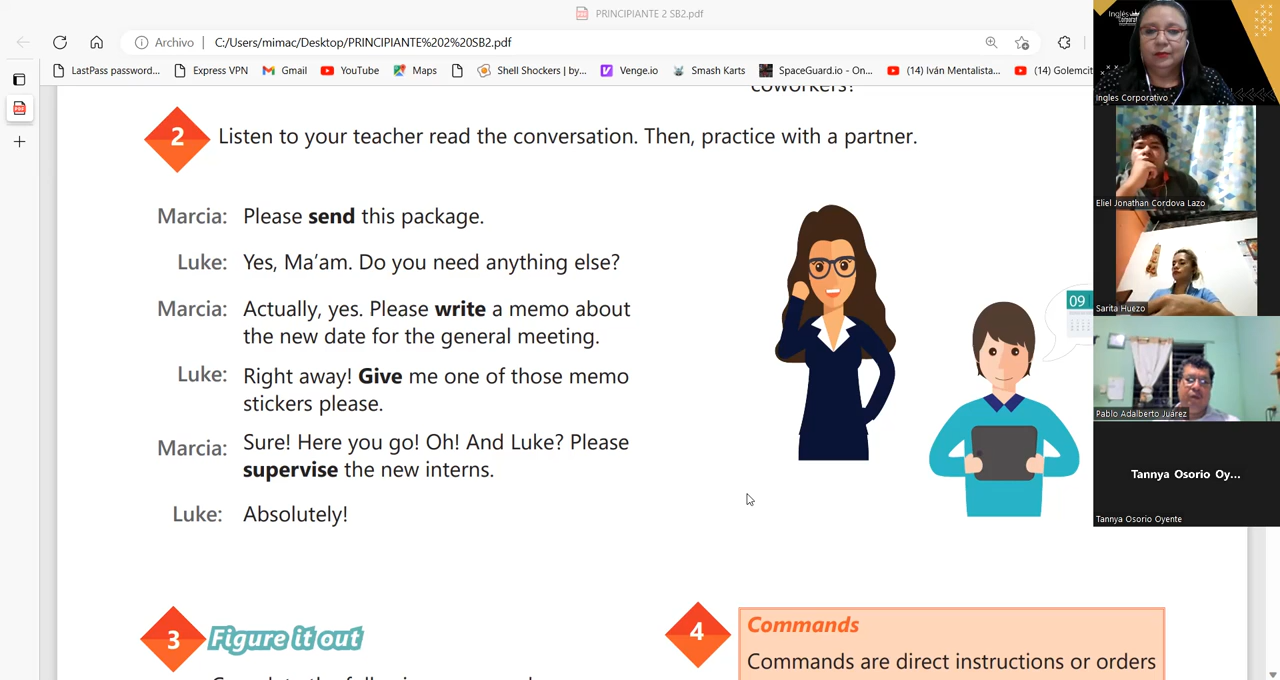 PRINCIPIANTE 2 SB2.pdf
Archivo | C:/Users/mimac/Desktop/PRINCIPIANTE%202%20SB2.pdf
LastPass password... Express VPN Gmail YouTube Maps Shell Shockers | by... Venge.io Smash Karts SpaceGuard.io - On... (14) Iván Mentalista... (14) Golemcit
coworkers?
2 Listen to your teacher read the conversation. Then, practice with a partner.
Marcia: Please send this package.
Luke: Yes, Ma'am. Do you need anything else?
Marcia: Actually, yes. Please write a memo about
the new date for the general meeting.
Luke: Right away! Give me one of those memo
stickers please.
Marcia: Sure! Here you go! Oh! And Luke? Please
supervise the new interns.
Luke: Absolutely!
09
3 Figure it out
4 Commands
Commands are direct instructions or orders
Inglés
Corporativo
Ingles Corporativo
Eliel Jonathan Cordova Lazo
Sarita Huezo
Pablo Adalberto Juárez
Tannya Osorio Oy...
Tannya Osorio Oyente